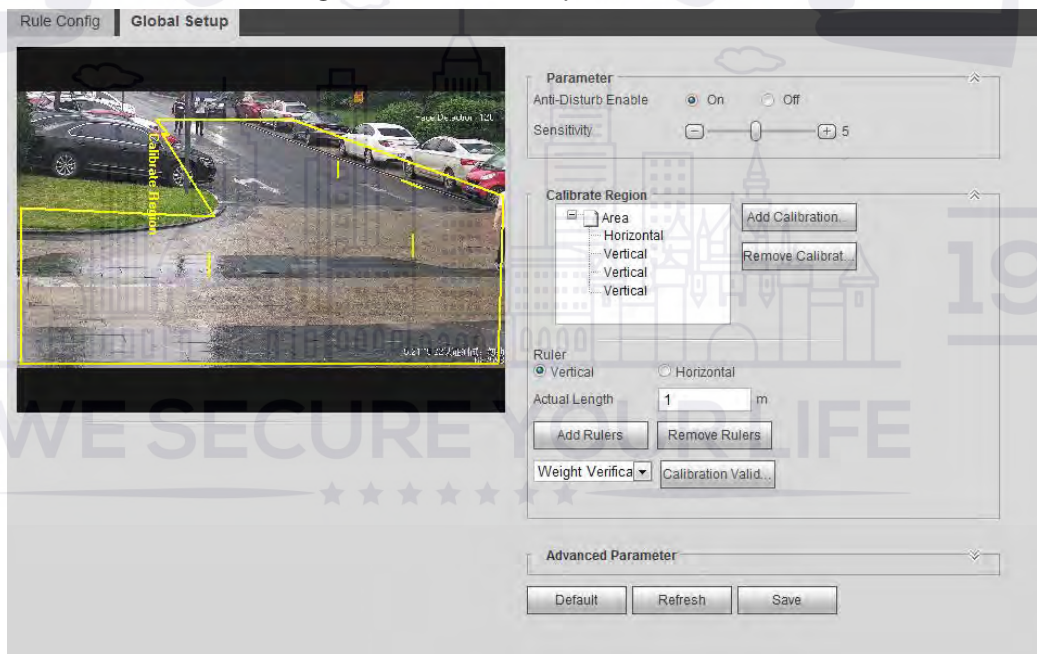 Rule Config Global Setup
Calibrate Region
Parameter
Anti-Disturb Enable On Off
Sensitivity 5
Calibrate Region
Area
Horizontal
Vertical
Vertical
Vertical
Add Calibration...
Remove Calibrat...
Ruler
Vertical Horizontal
Actual Length 1 m
Add Rulers Remove Rulers
Weight Verifica Calibration Valid...
Advanced Parameter
Default Refresh Save
WE SECURE YOUR LIFE
19